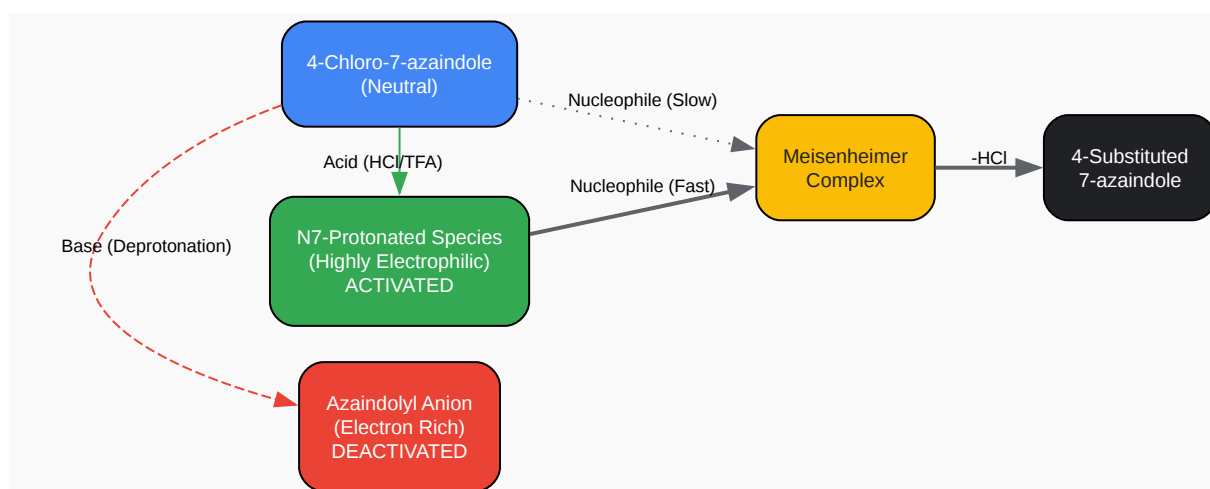 4-Chloro-7-azaindole
(Neutral)
Nucleophile (Slow)
Meisenheimer
Complex
-HCl
4-Substituted
7-azaindole
Acid (HCl/TFA)
Nucleophile (Fast)
N7-Protonated Species
(Highly Electrophilic)
ACTIVATED
Base (Deprotonation)
Azaindolyl Anion
(Electron Rich)
DEACTIVATED